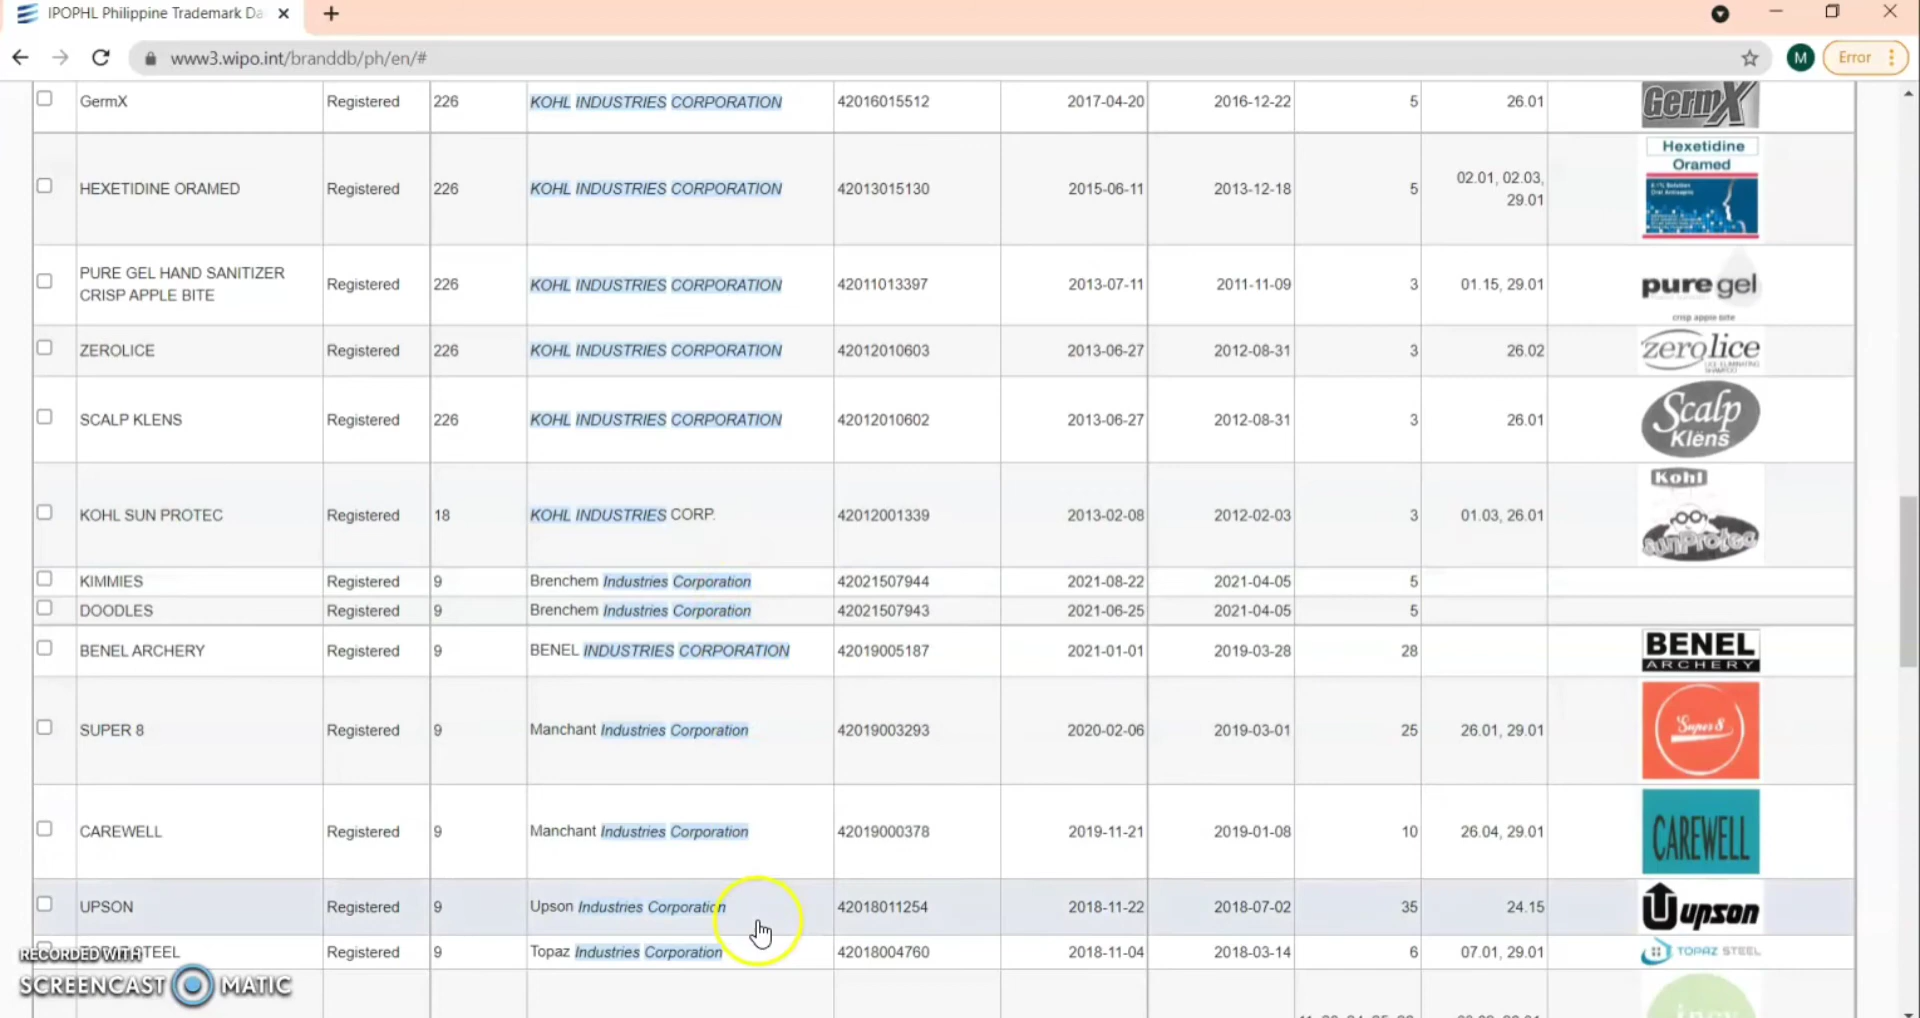 IPOPHL Philippine Trademark Da
www3.wipo.int/branddb/ph/en/#
M
Error
GermX Registered 226 KOHL INDUSTRIES CORPORATION 42016015512 2017-04-20 2016-12-22 5 26.01 GermX
HEXETIDINE ORAMED Registered 226 KOHL INDUSTRIES CORPORATION 42013015130 2015-06-11 2013-12-18 5 02.01, 02.03,
29.01
Hexetidine
Oramed
PURE GEL HAND SANITIZER
CRISP APPLE BITE
Registered 226 KOHL INDUSTRIES CORPORATION 42011013397 2013-07-11 2011-11-09 3 01.15, 29.01
pure gel
crisp apple bite
ZEROLICE Registered 226 KOHL INDUSTRIES CORPORATION 42012010603 2013-06-27 2012-08-31 3 26.02
zerolice
SCALP KLENS Registered 226 KOHL INDUSTRIES CORPORATION 42012010602 2013-06-27 2012-08-31 3 26.01
Scalp
Klëns
KOHL SUN PROTEC Registered 18 KOHL INDUSTRIES CORP. 42012001339 2013-02-08 2012-02-03 3 01.03, 26.01
Kohl
sunProtec
KIMMIES Registered 9 Brenchem Industries Corporation 42021507944 2021-08-22 2021-04-05 5
DOODLES Registered 9 Brenchem Industries Corporation 42021507943 2021-06-25 2021-04-05 5
BENEL ARCHERY Registered 9 BENEL INDUSTRIES CORPORATION 42019005187 2021-01-01 2019-03-28 28
BENEL
ARCHERY
SUPER 8 Registered 9 Manchant Industries Corporation 42019003293 2020-02-06 2019-03-01 25 26.01, 29.01
Super 8
CAREWELL Registered 9 Manchant Industries Corporation 42019000378 2019-11-21 2019-01-08 10 26.04, 29.01
CAREWELL
UPSON Registered 9 Upson Industries Corporation 42018011254 2018-11-22 2018-07-02 35 24.15
upson
TOPAZ STEEL Registered 9 Topaz Industries Corporation 42018004760 2018-11-04 2018-03-14 6 07.01, 29.01
TOPAZ STEEL
RECORDED WITH
SCREENCAST MATIC